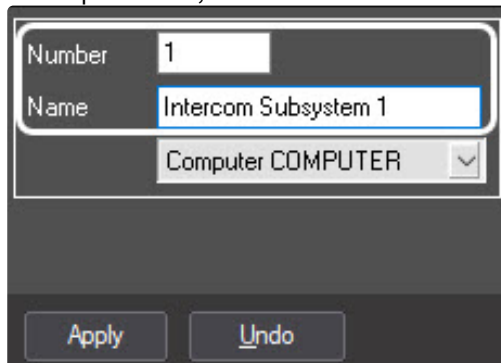 Number 1
Name Intercom Subsystem 1
Computer COMPUTER
Apply Undo